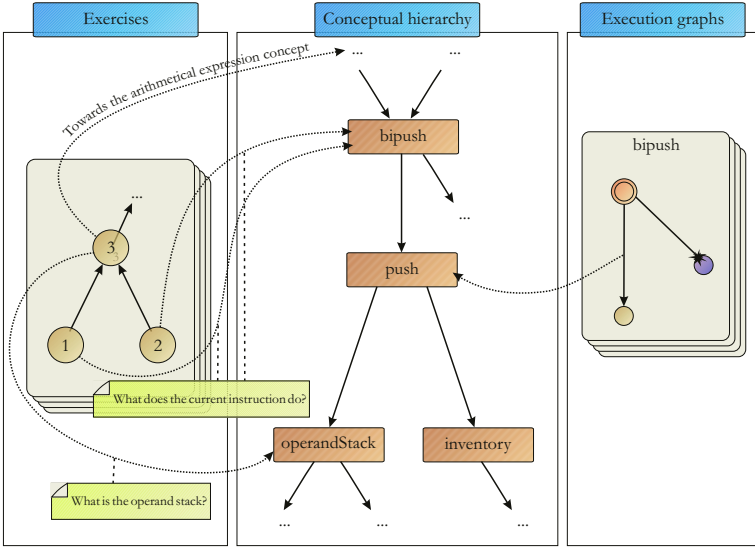 Exercises
Conceptual hierarchy
Execution graphs
Towards the arithmetical expression concept
...
...
bipush
bipush
...
...
3
push
1
2
What does the current instruction do?
operandStack
inventory
What is the operand stack?
...
...
...